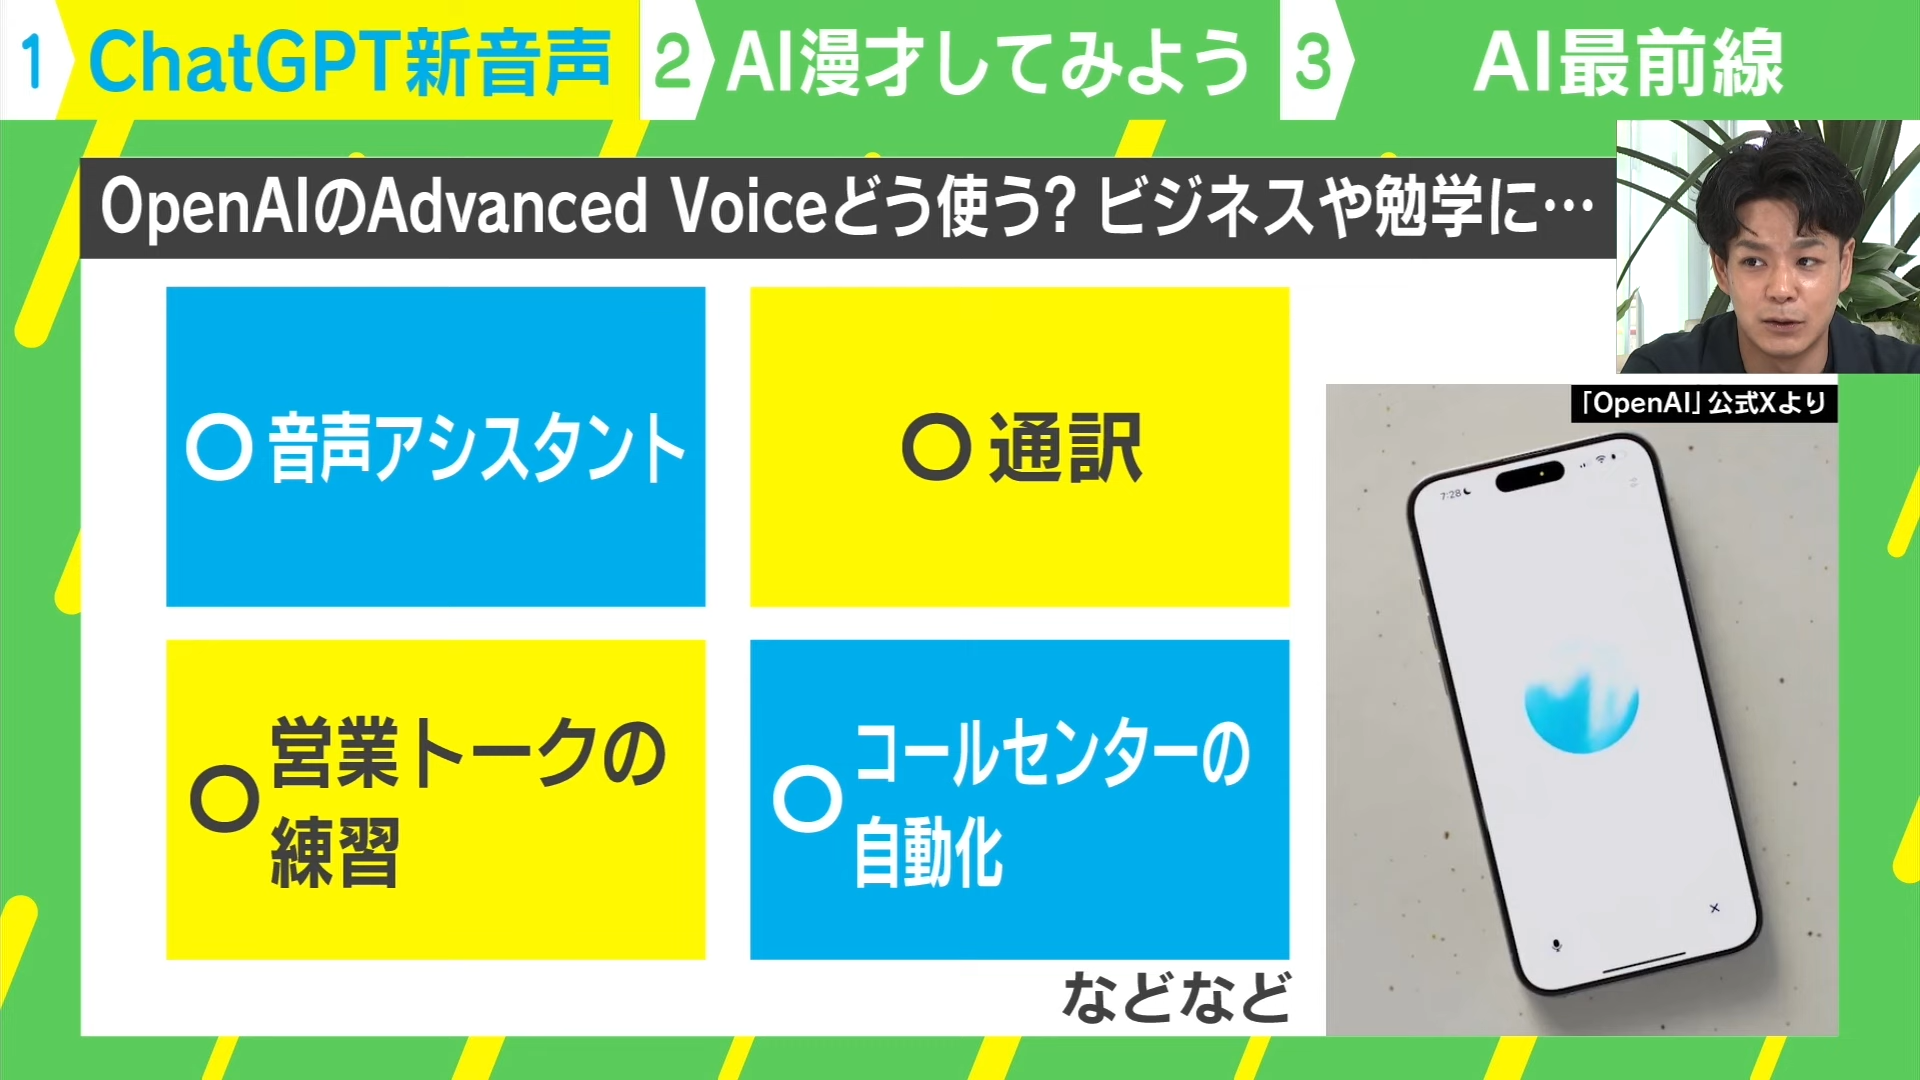 1 ChatGPT新音声 2 AI漫才してみよう 3 AI最前線
OpenAIのAdvanced Voiceどう使う? ビジネスや勉学に…
「OpenAI」公式Xより
7:28
〇 音声アシスタント
〇 通訳
〇 営業トークの
練習
〇 コールセンターの
自動化
などなど